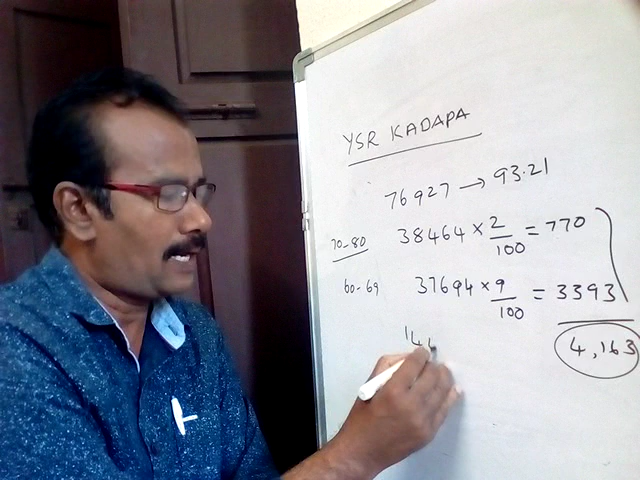 YSR KADAPA
76927 → 93.21
70-80 38464 × 2/100 = 770
60-69 37694 × 9/100 = 3393
4,163
14